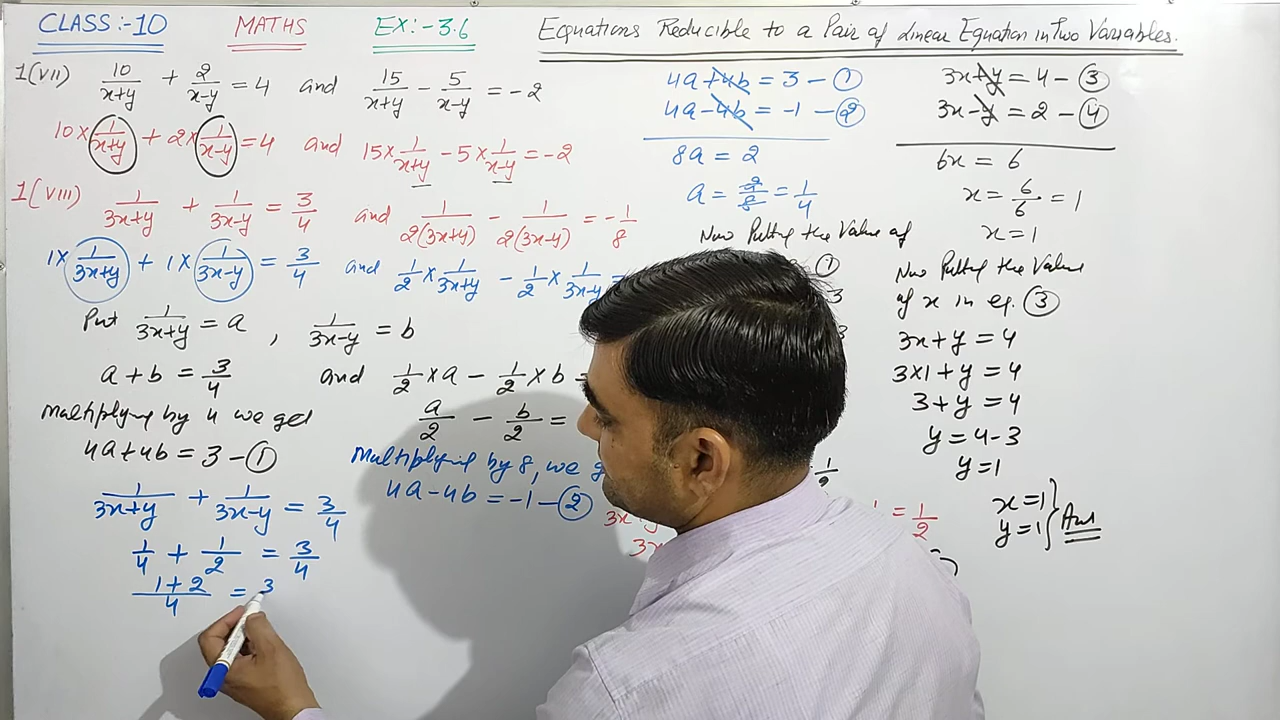 CLASS:-10 MATHS EX:-3.6 Equations Reducible to a Pair of Linear Equation in Two Variables.
1(VII) 10/(x+y) + 2/(x-y) = 4 and 15/(x+y) - 5/(x-y) = -2
10×1/(x+y) + 2×1/(x-y) = 4 and 15×1/(x+y) - 5×1/(x-y) = -2
1(VIII) 1/(3x+y) + 1/(3x-y) = 3/4 and 1/2(3x+y) - 1/2(3x-y) = -1/8
1×1/(3x+y) + 1×1/(3x-y) = 3/4 and 1/2×1/(3x+y) - 1/2×1/(3x-y) =
Put 1/(3x+y) = a , 1/(3x-y) = b
a+b = 3/4 and 1/2×a - 1/2×b
multiplying by 4 we get a/2 - b/2 =
4a+4b = 3 - ① multiplying by 8, we g
4a-4b = -1 - ②
1/(3x+y) + 1/(3x-y) = 3/4
1/4 + 1/2 = 3/4
(1+2)/4 = 3
4a+4b = 3 - ①
4a-4b = -1 - ②
8a = 2
a = 2/8 = 1/4
Now Putting the Value of
①
3
3
1/2
3x
3x
= 1/2
3x+y = 4 - ③
3x-y = 2 - ④
6x = 6
x = 6/6 = 1
x = 1
Now Putting the Value
of x in eq. ③
3x+y = 4
3×1+y = 4
3+y = 4
y = 4-3
y = 1
x=1
y=1 } Ans